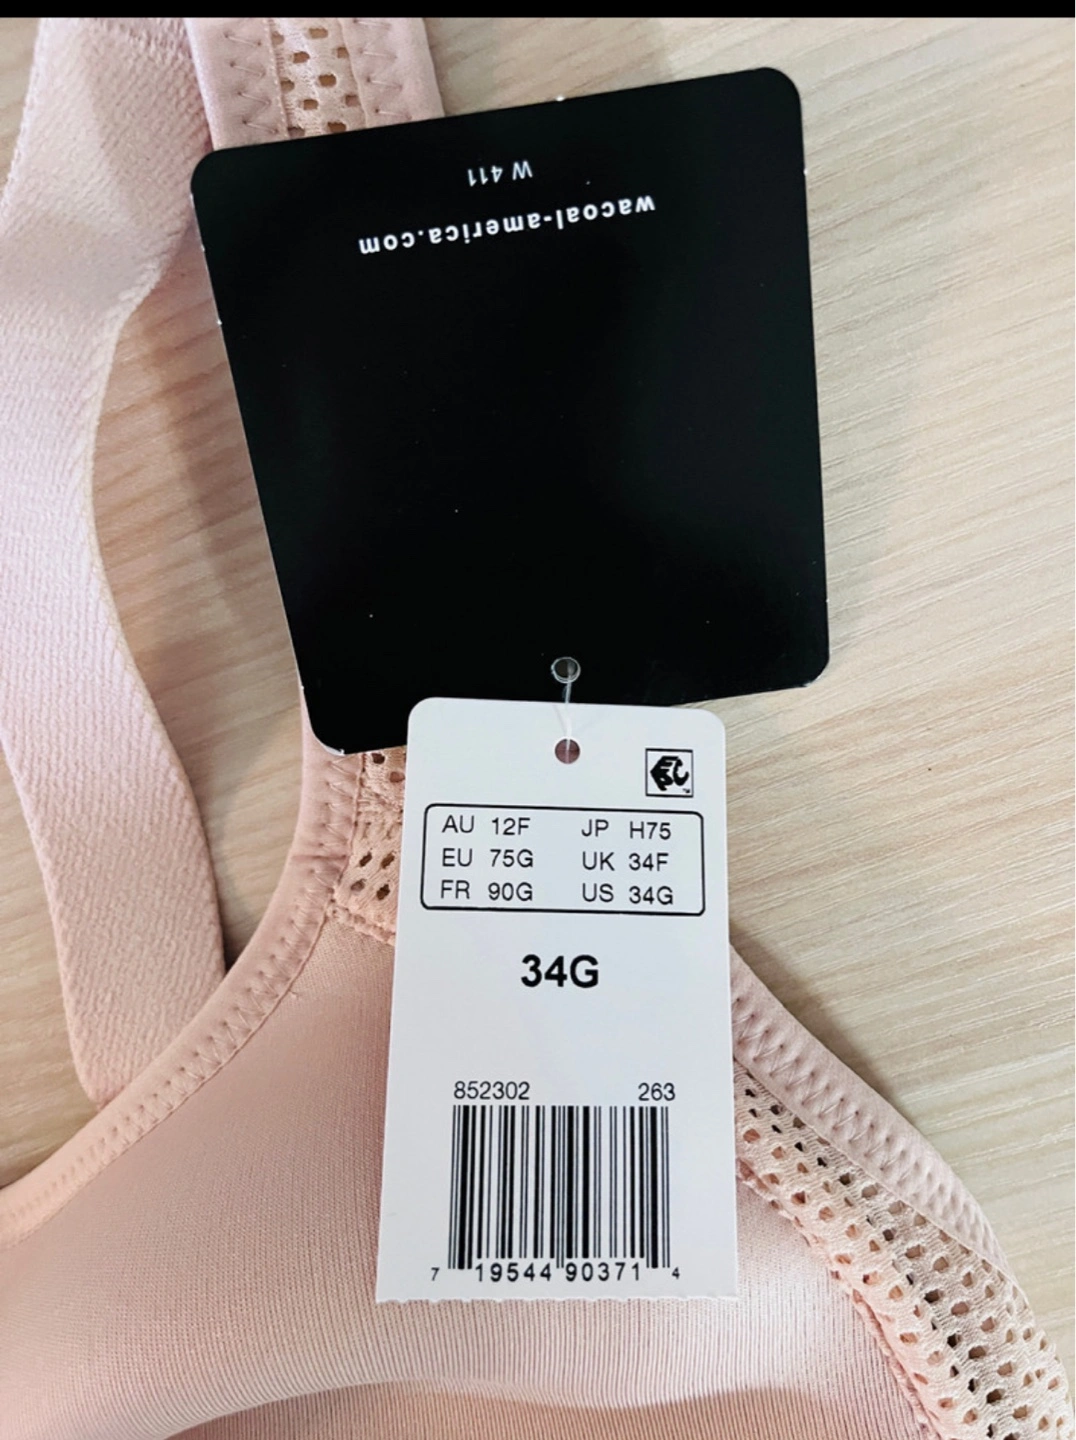 W 411
wacoal-america.com
AU 12F JP H75
EU 75G UK 34F
FR 90G US 34G
34G
852302 263
7 19544 90371 4